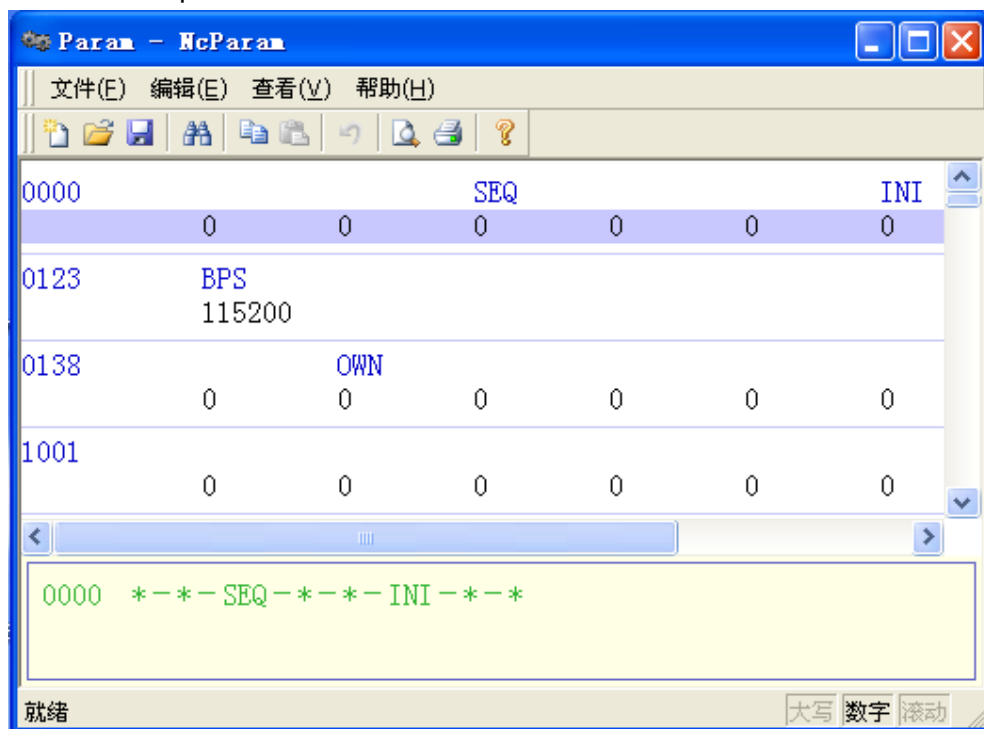 Param - NcParam
文件(F) 编辑(E) 查看(V) 帮助(H)
0000 SEQ INI
0 0 0 0 0 0
0123 BPS
115200
0138 OWN
0 0 0 0 0 0
1001
0 0 0 0 0 0
0000 *-*-SEQ-*-*-INI-*-*
就绪 大写 数字 滚动